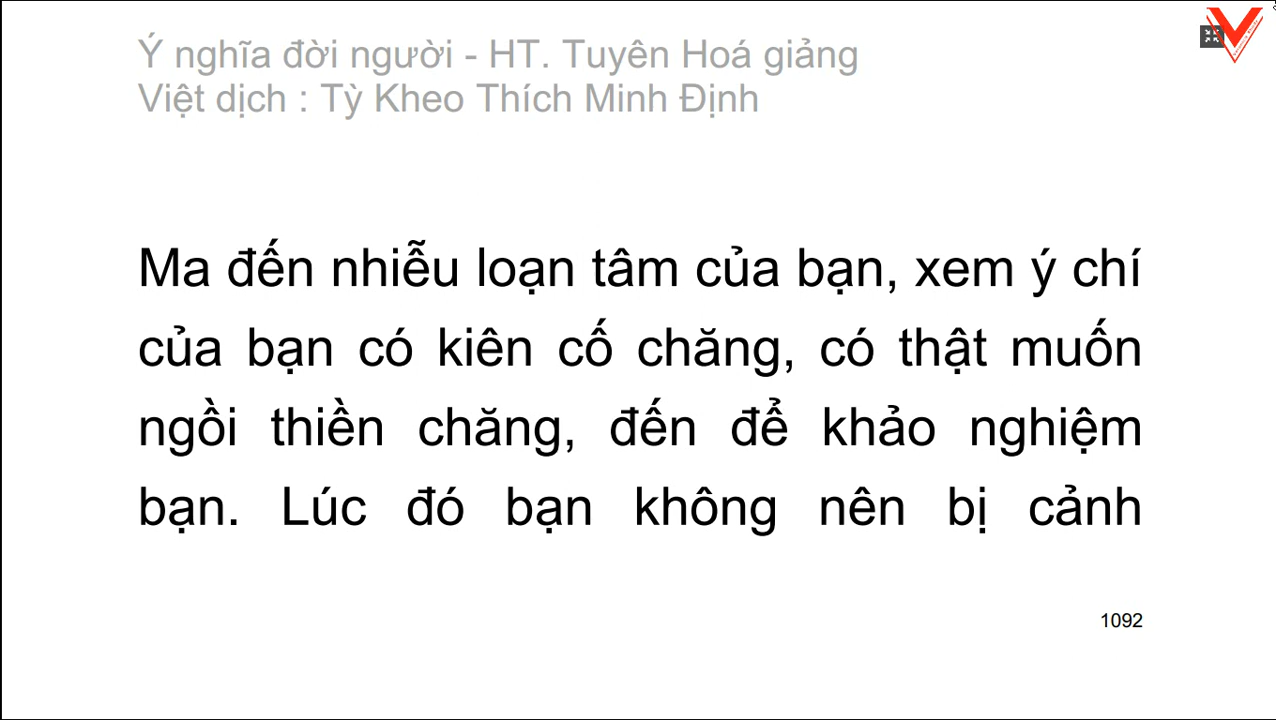 Ý nghĩa đời người - HT. Tuyên Hoá giảng
Việt dịch : Tỳ Kheo Thích Minh Định
Ma đến nhiễu loạn tâm của bạn, xem ý chí
của bạn có kiên cố chăng, có thật muốn
ngồi thiền chăng, đến để khảo nghiệm
bạn. Lúc đó bạn không nên bị cảnh
1092